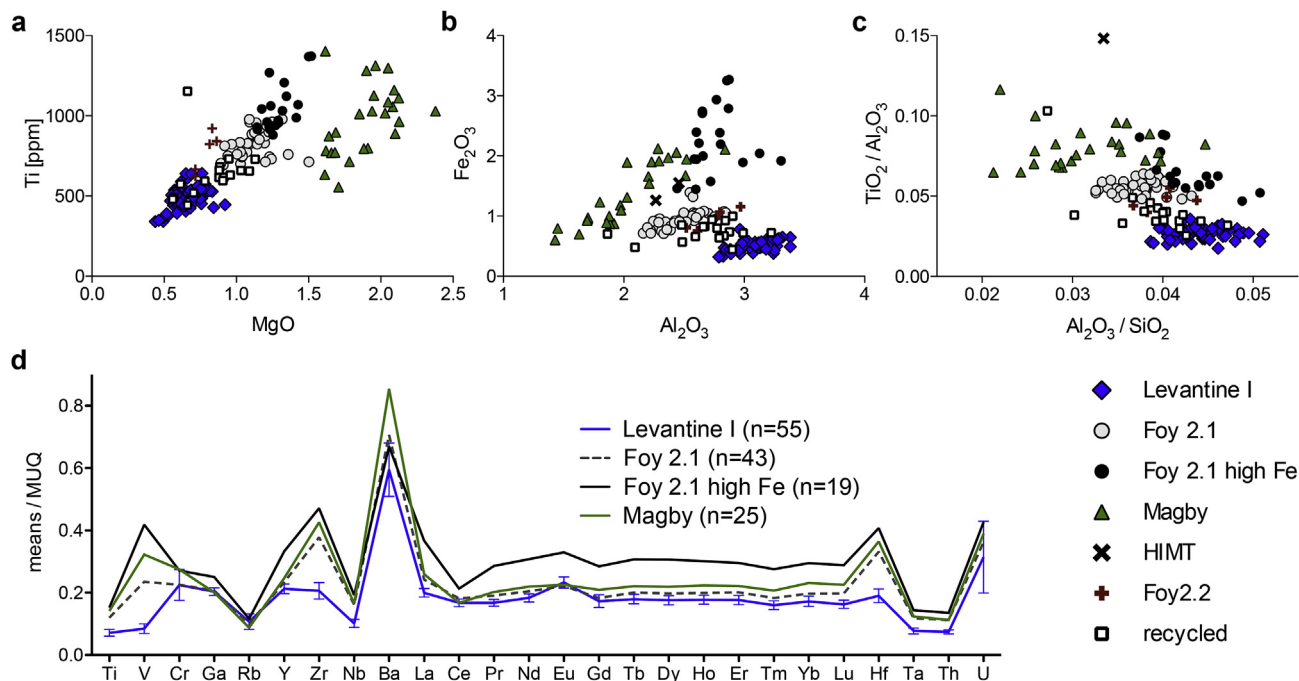 a
Ti [ppm]
1500
1000
500
0
0.0 0.5 1.0 1.5 2.0 2.5
MgO
b
Fe₂O₃
4
3
2
1
0
1 2 3 4
Al₂O₃
c
TiO₂ / Al₂O₃
0.15
0.10
0.05
0.00
0.02 0.03 0.04 0.05
Al₂O₃ / SiO₂
d
means / MUQ
0.8
0.6
0.4
0.2
0.0
Levantine I (n=55)
Foy 2.1 (n=43)
Foy 2.1 high Fe (n=19)
Magby (n=25)
Ti V Cr Ga Rb Y Zr Nb Ba La Ce Pr Nd Eu Gd Tb Dy Ho Er Tm Yb Lu Hf Ta Th U
Levantine I
Foy 2.1
Foy 2.1 high Fe
Magby
HIMT
Foy2.2
recycled